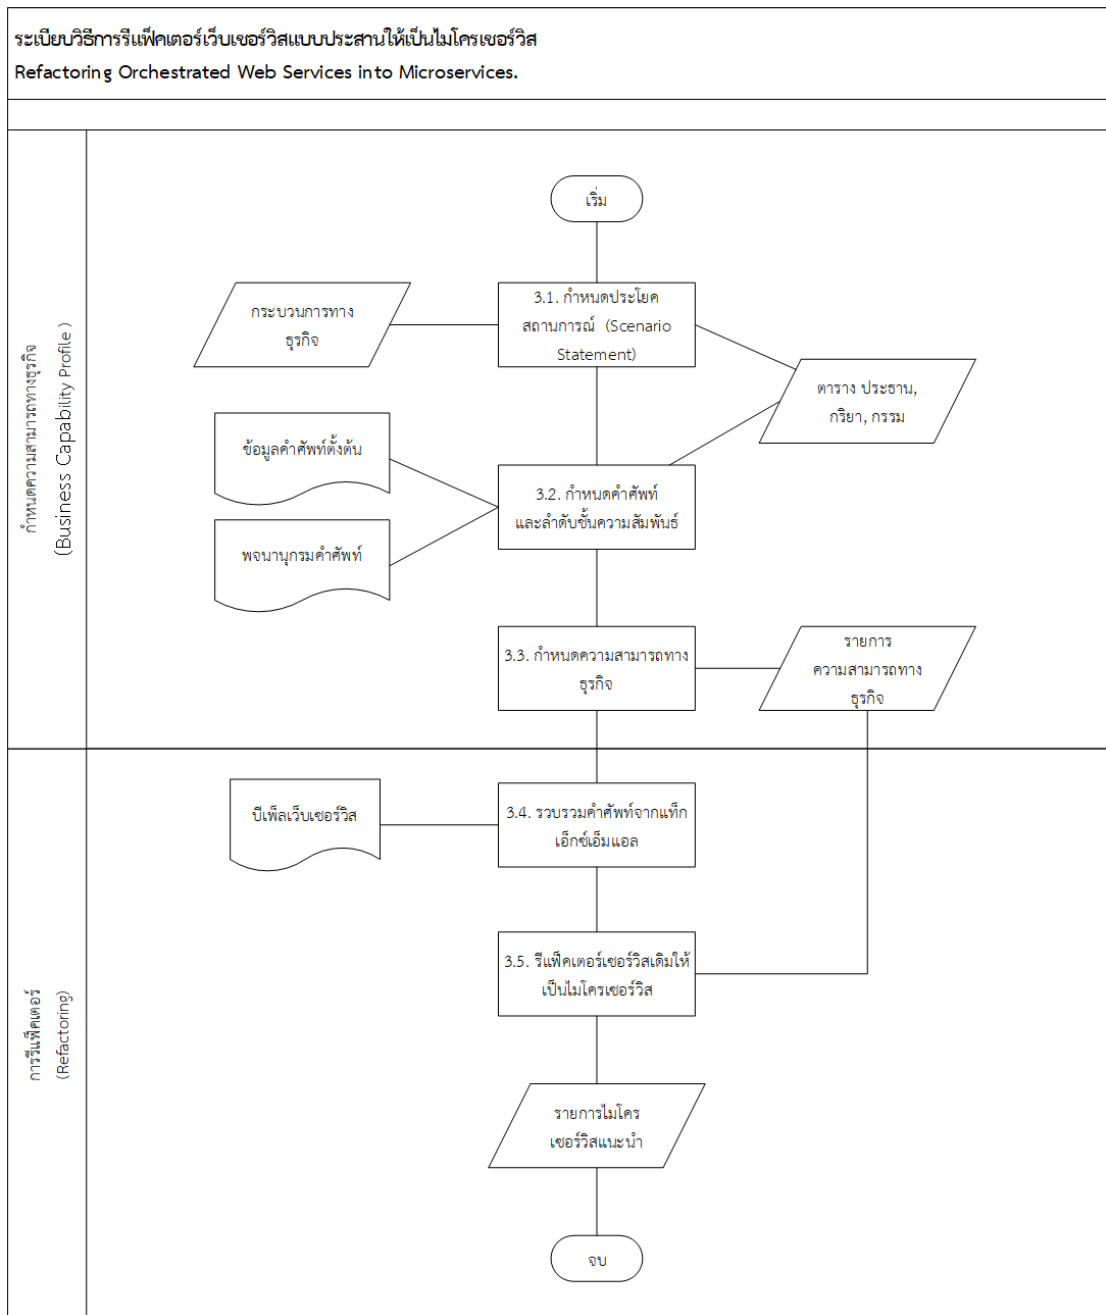 ระเบียบวิธีการรีแฟ็คเตอร์เว็บเซอร์วิสแบบประสานให้เป็นไมโครเซอร์วิส
Refactoring Orchestrated Web Services into Microservices.
กำหนดความสามารถทางธุรกิจ
(Business Capability Profile )
เริ่ม
กระบวนการทาง
ธุรกิจ
3.1. กำหนดประโยค
สถานการณ์ (Scenario
Statement)
ตาราง ประธาน,
กริยา, กรรม
ข้อมูลคำศัพท์ตั้งต้น
3.2. กำหนดคำศัพท์
และลำดับชั้นความสัมพันธ์
พจนานุกรมคำศัพท์
3.3. กำหนดความสามารถทาง
ธุรกิจ
รายการ
ความสามารถทาง
ธุรกิจ
การรีแฟ็คเตอร์
(Refactoring)
บีเพ็ลเว็บเซอร์วิส
3.4. รวบรวมคำศัพท์จากแท็ก
เอ็กซ์เอ็มแอล
3.5. รีแฟ็คเตอร์เซอร์วิสเดิมให้
เป็นไมโครเซอร์วิส
รายการไมโคร
เซอร์วิสแนะนำ
จบ